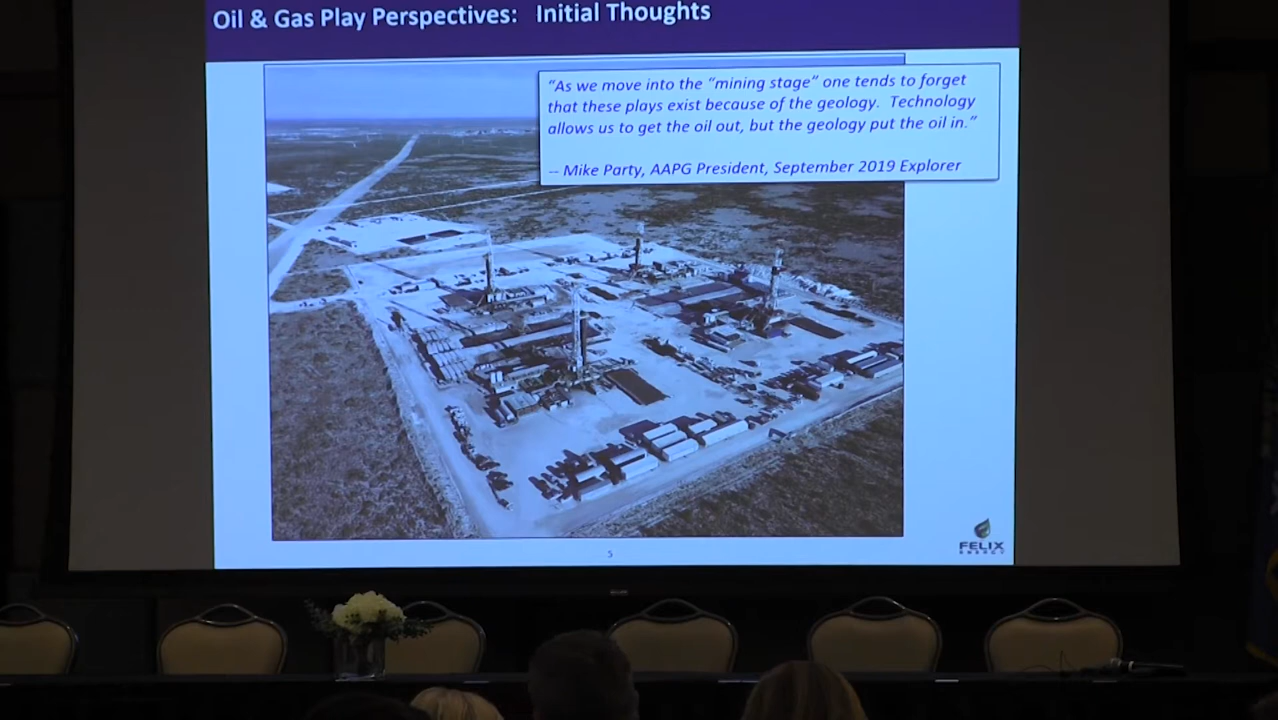 Oil & Gas Play Perspectives: Initial Thoughts
“As we move into the “mining stage” one tends to forget
that these plays exist because of the geology. Technology
allows us to get the oil out, but the geology put the oil in.”
-- Mike Party, AAPG President, September 2019 Explorer
5
FELIX
ENERGY